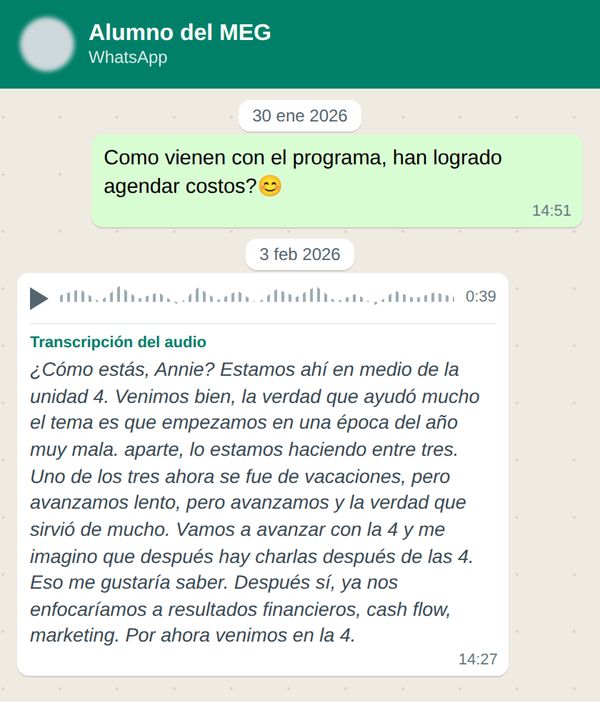 Alumno del MEG
WhatsApp
30 ene 2026
Como vienen con el programa, han logrado
agendar costos?😊
14:51
3 feb 2026
0:39
Transcripción del audio
¿Cómo estás, Annie? Estamos ahí en medio de la
unidad 4. Venimos bien, la verdad que ayudó mucho
el tema es que empezamos en una época del año
muy mala. aparte, lo estamos haciendo entre tres.
Uno de los tres ahora se fue de vacaciones, pero
avanzamos lento, pero avanzamos y la verdad que
sirvió de mucho. Vamos a avanzar con la 4 y me
imagino que después hay charlas después de las 4.
Eso me gustaría saber. Después sí, ya nos
enfocaríamos a resultados financieros, cash flow,
marketing. Por ahora venimos en la 4.
14:27